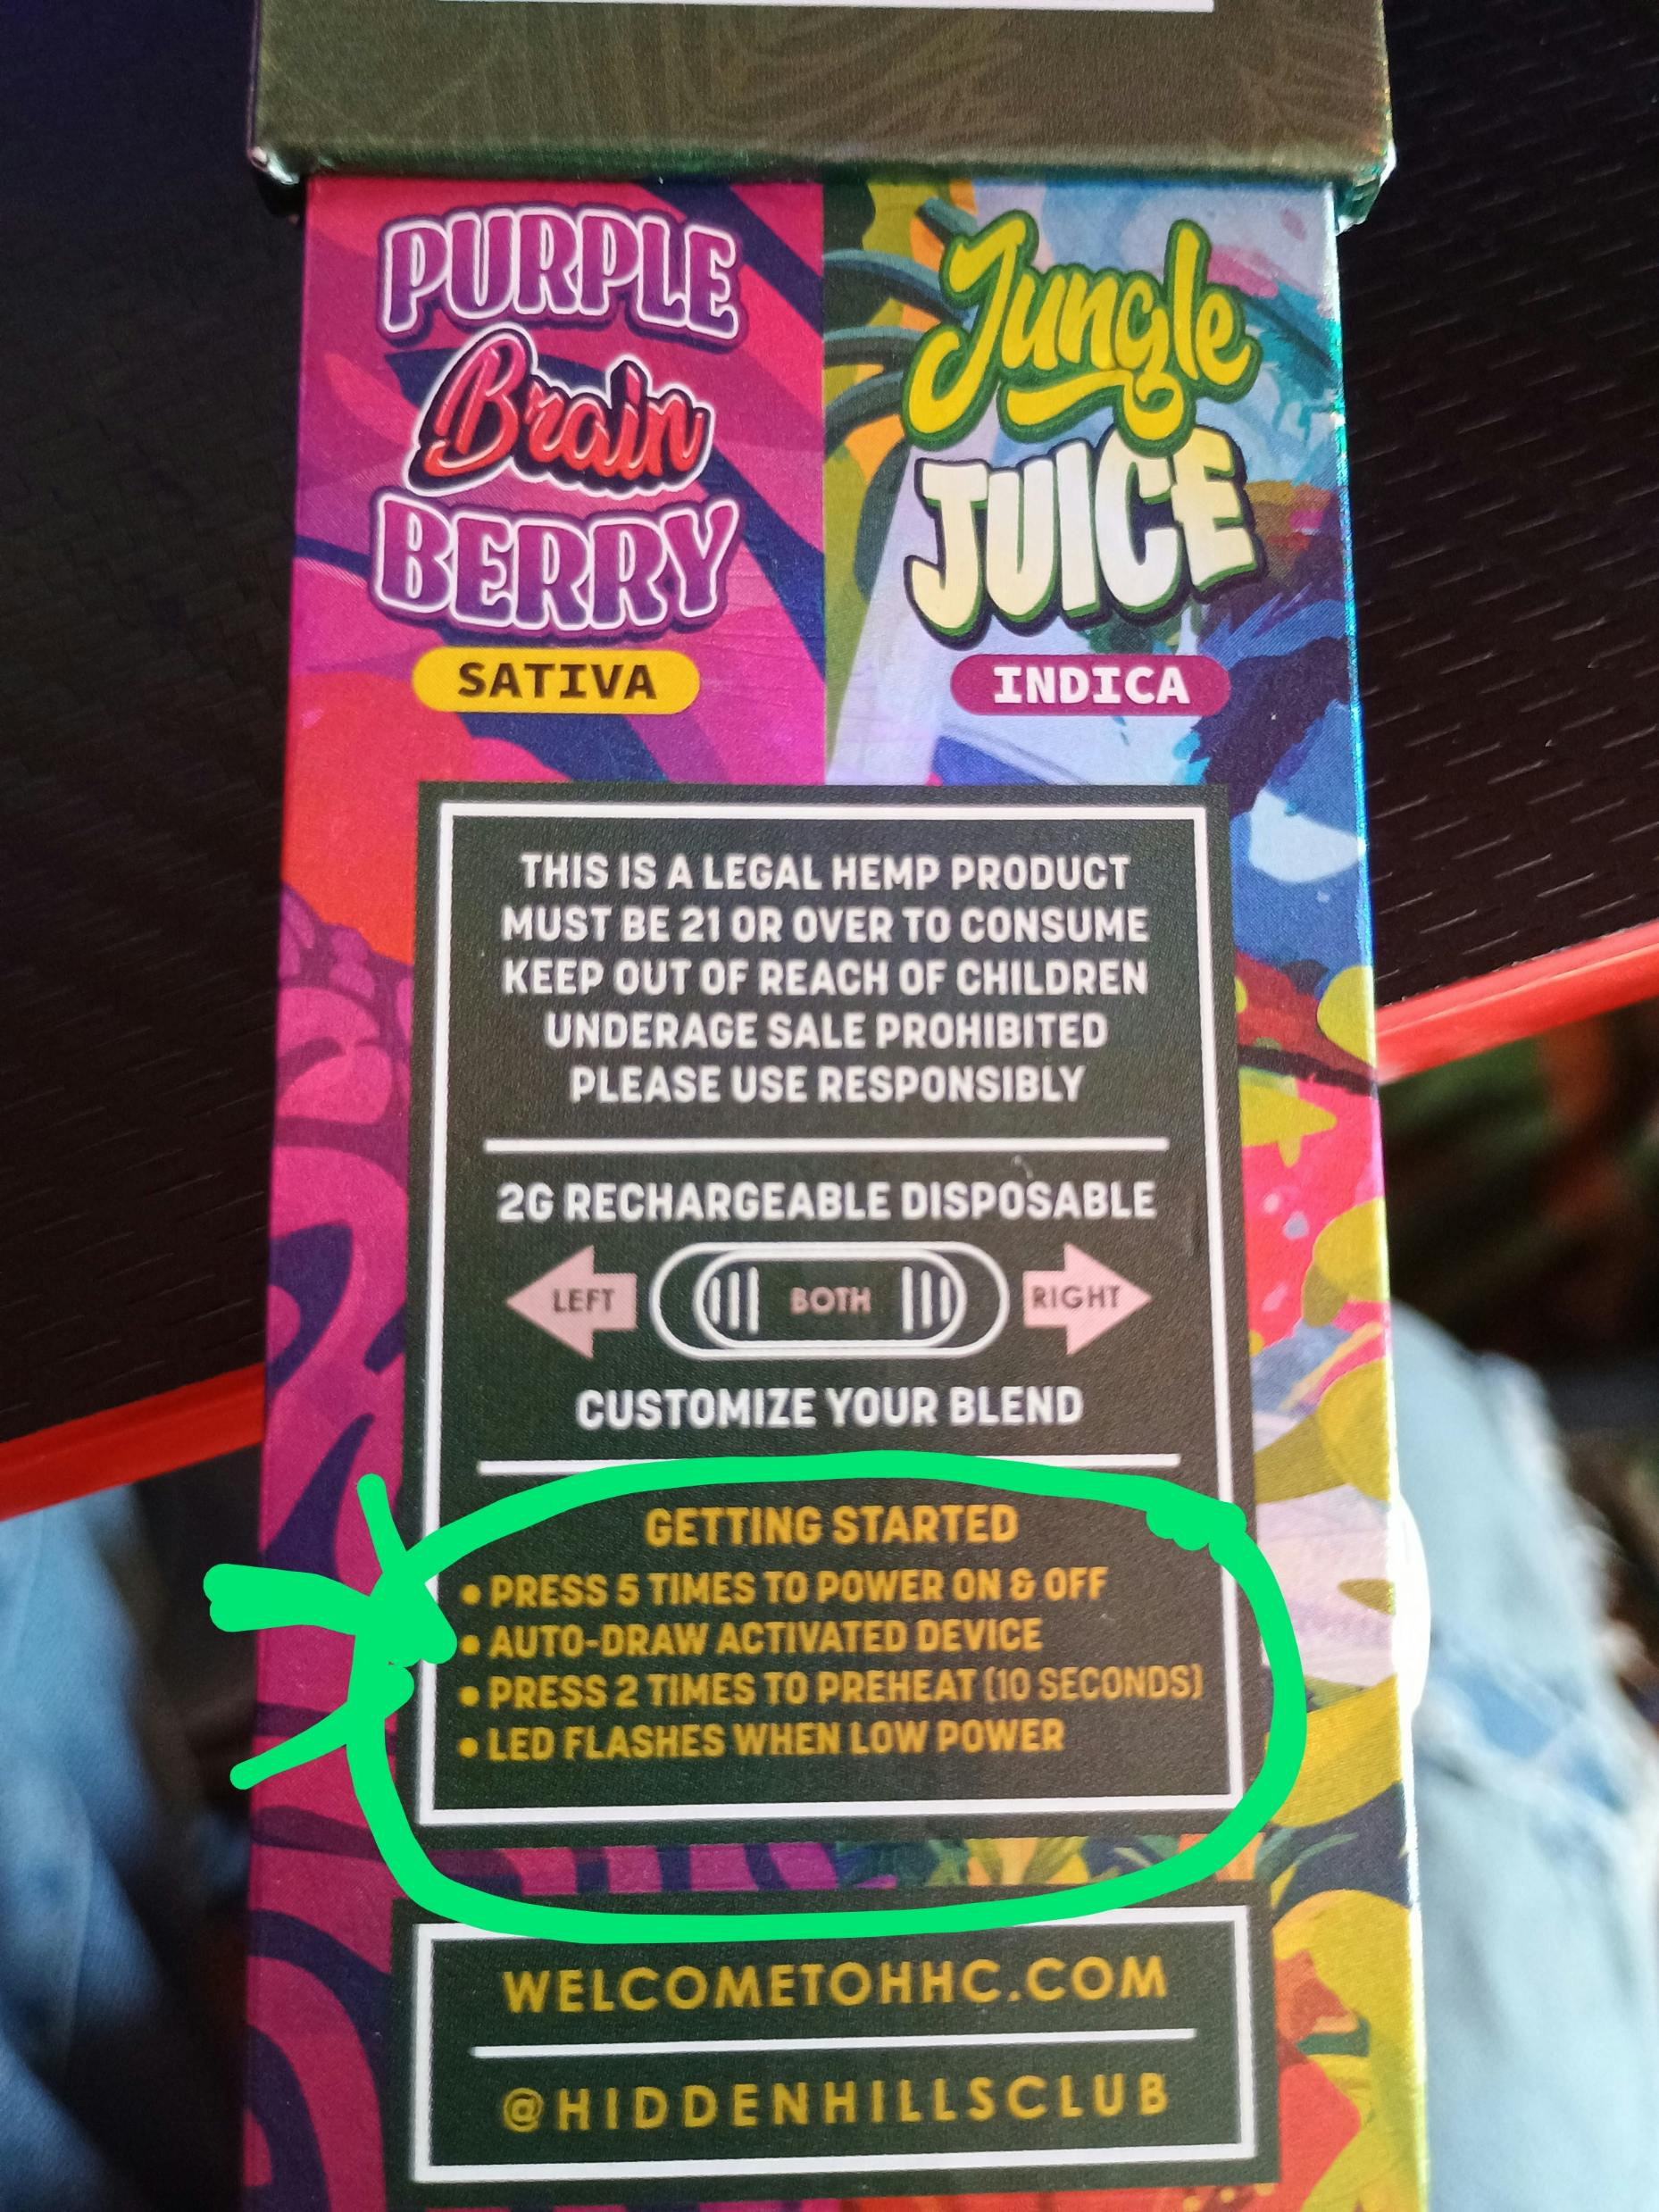 PURPLE
Brain
BERRY
SATIVA
Jungle
JUICE
INDICA
THIS IS A LEGAL HEMP PRODUCT
MUST BE 21 OR OVER TO CONSUME
KEEP OUT OF REACH OF CHILDREN
UNDERAGE SALE PROHIBITED
PLEASE USE RESPONSIBLY
2G RECHARGEABLE DISPOSABLE
LEFT BOTH RIGHT
CUSTOMIZE YOUR BLEND
GETTING STARTED
• PRESS 5 TIMES TO POWER ON & OFF
• AUTO-DRAW ACTIVATED DEVICE
• PRESS 2 TIMES TO PREHEAT (10 SECONDS)
• LED FLASHES WHEN LOW POWER
WELCOMETOHHC.COM
@HIDDENHILLSCLUB